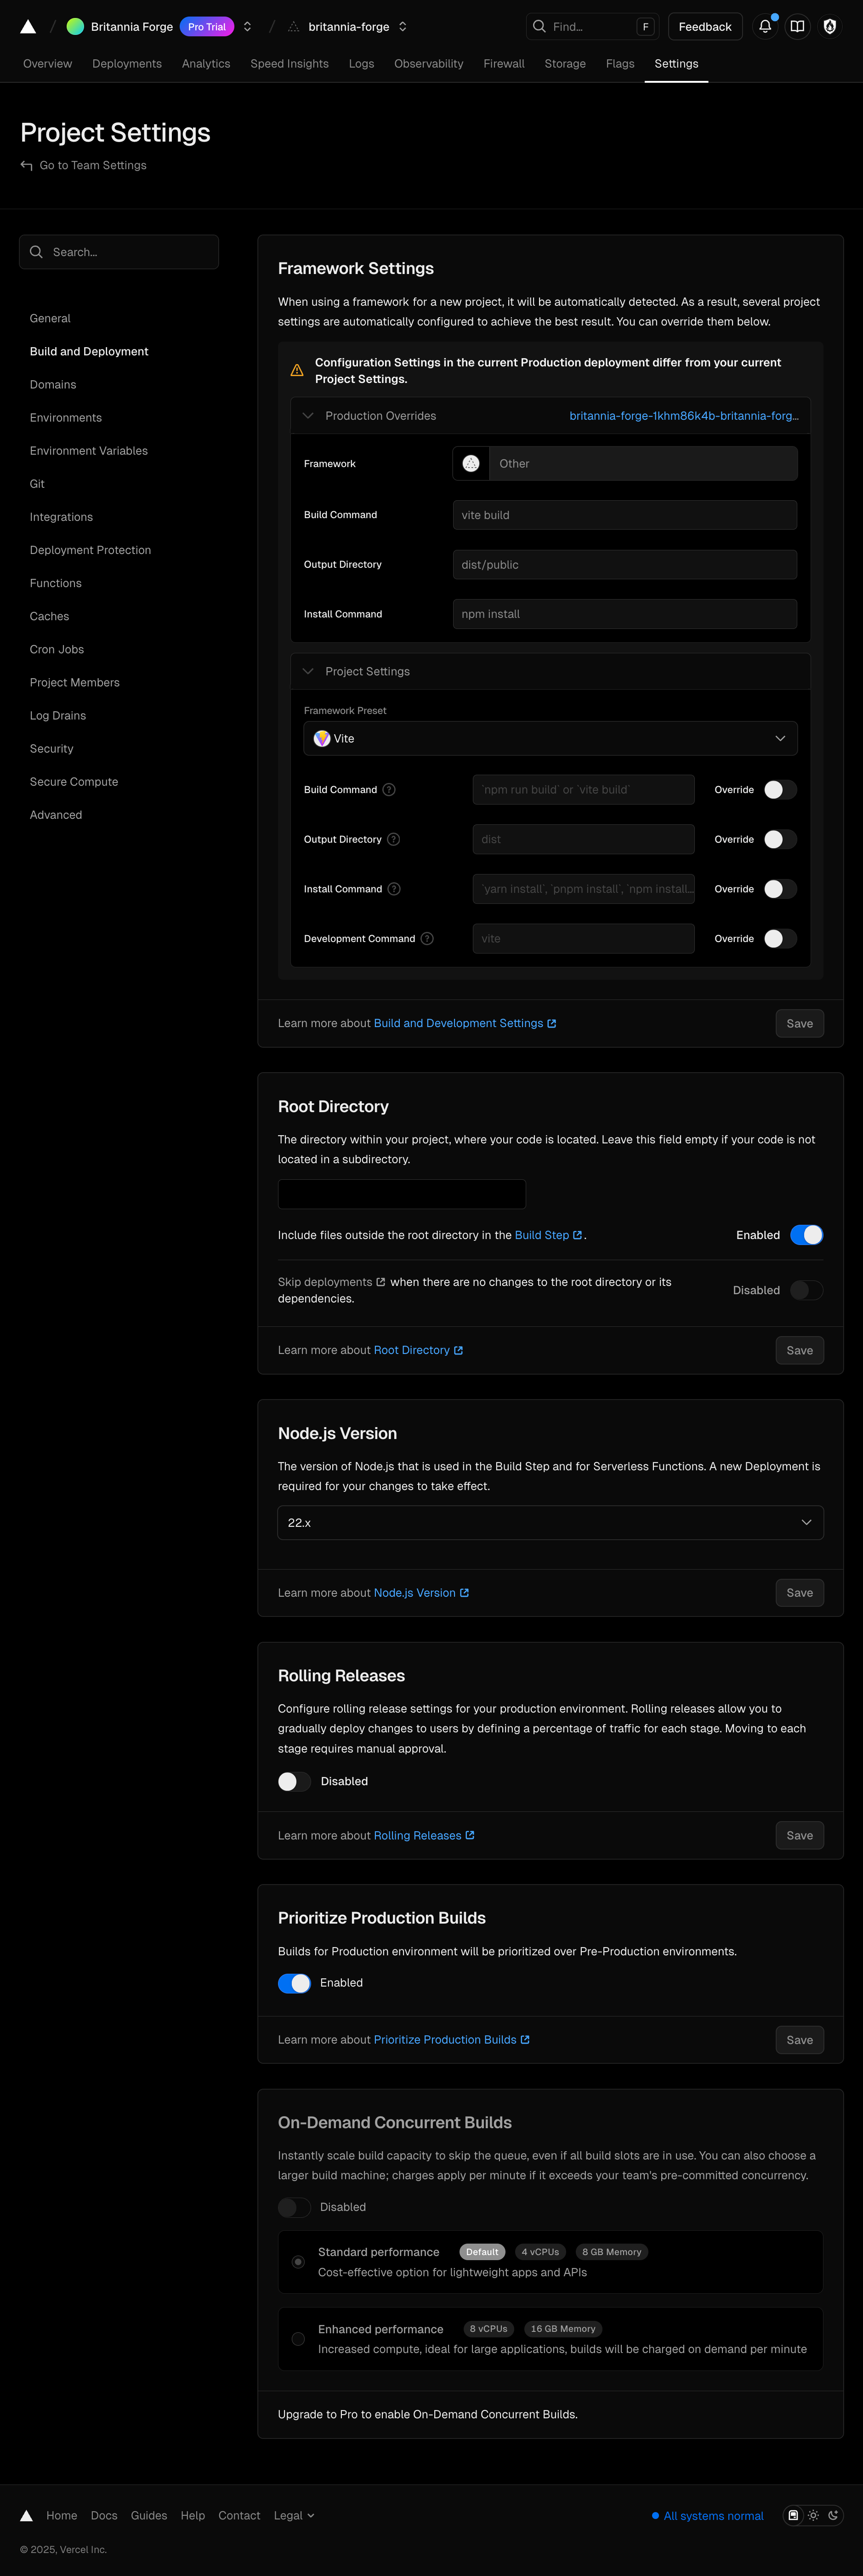 Britannia Forge Pro Trial / britannia-forge Find... F Feedback
Overview Deployments Analytics Speed Insights Logs Observability Firewall Storage Flags Settings
Project Settings
Go to Team Settings
Search...
General
Build and Deployment
Domains
Environments
Environment Variables
Git
Integrations
Deployment Protection
Functions
Caches
Cron Jobs
Project Members
Log Drains
Security
Secure Compute
Advanced
Framework Settings
When using a framework for a new project, it will be automatically detected. As a result, several project
settings are automatically configured to achieve the best result. You can override them below.
Configuration Settings in the current Production deployment differ from your current
Project Settings.
Production Overrides britannia-forge-1khm86k4b-britannia-forg...
Framework Other
Build Command vite build
Output Directory dist/public
Install Command npm install
Project Settings
Framework Preset
Vite
Build Command ? `npm run build` or `vite build` Override
Output Directory ? dist Override
Install Command ? `yarn install`, `pnpm install`, `npm install... Override
Development Command ? vite Override
Learn more about Build and Development Settings Save
Root Directory
The directory within your project, where your code is located. Leave this field empty if your code is not
located in a subdirectory.
Include files outside the root directory in the Build Step . Enabled
Skip deployments when there are no changes to the root directory or its
dependencies. Disabled
Learn more about Root Directory Save
Node.js Version
The version of Node.js that is used in the Build Step and for Serverless Functions. A new Deployment is
required for your changes to take effect.
22.x
Learn more about Node.js Version Save
Rolling Releases
Configure rolling release settings for your production environment. Rolling releases allow you to
gradually deploy changes to users by defining a percentage of traffic for each stage. Moving to each
stage requires manual approval.
Disabled
Learn more about Rolling Releases Save
Prioritize Production Builds
Builds for Production environment will be prioritized over Pre-Production environments.
Enabled
Learn more about Prioritize Production Builds Save
On-Demand Concurrent Builds
Instantly scale build capacity to skip the queue, even if all build slots are in use. You can also choose a
larger build machine; charges apply per minute if it exceeds your team's pre-committed concurrency.
Disabled
Standard performance Default 4 vCPUs 8 GB Memory
Cost-effective option for lightweight apps and APIs
Enhanced performance 8 vCPUs 16 GB Memory
Increased compute, ideal for large applications, builds will be charged on demand per minute
Upgrade to Pro to enable On-Demand Concurrent Builds.
Home Docs Guides Help Contact Legal All systems normal
© 2025, Vercel Inc.